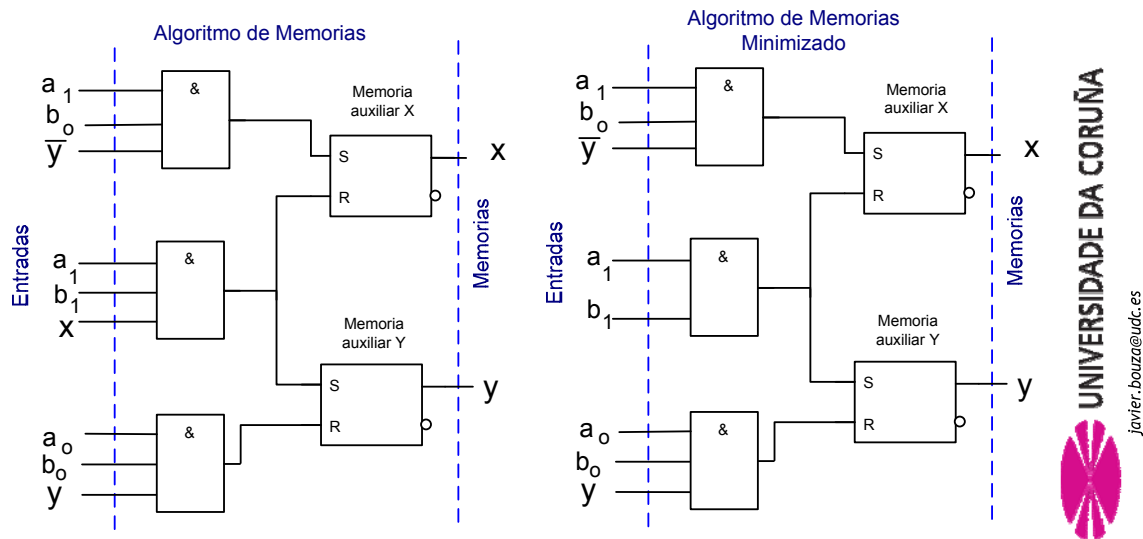 Algoritmo de Memorias
a 1
b o
y
&
Memoria
auxiliar X
S
R
x
Entradas
a 1
b 1
x
&
Memorias
Memoria
auxiliar Y
S
R
y
a o
b o
y
&
Algoritmo de Memorias
Minimizado
a 1
b o
y
&
Memoria
auxiliar X
S
R
x
Entradas
a 1
b 1
&
Memorias
Memoria
auxiliar Y
S
R
y
a o
b o
y
&
UNIVERSIDADE DA CORUÑA
javier.bouza@udc.es